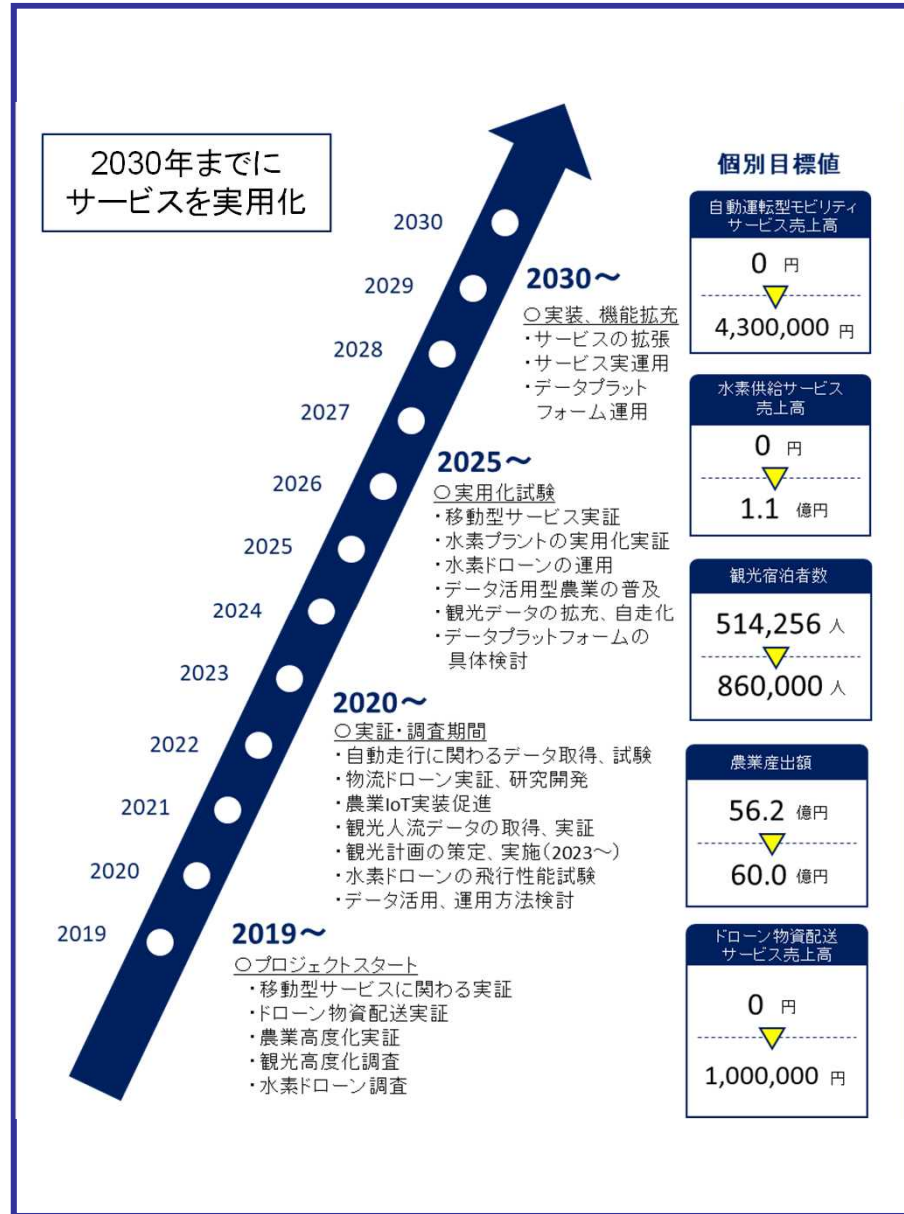 2030年までに
サービスを実用化
2030
2029
2028
2027
2026
2025
2024
2023
2022
2021
2020
2019
2030～
○実装、機能拡充
・サービスの拡張
・サービス実運用
・データプラット
フォーム運用
2025～
○実用化試験
・移動型サービス実証
・水素プラントの実用化実証
・水素ドローンの運用
・データ活用型農業の普及
・観光データの拡充、自走化
・データプラットフォームの
具体検討
2020～
○実証・調査期間
・自動走行に関わるデータ取得、試験
・物流ドローン実証、研究開発
・農業IoT実装促進
・観光人流データの取得、実証
・観光計画の策定、実施(2023～)
・水素ドローンの飛行性能試験
・データ活用、運用方法検討
2019～
○プロジェクトスタート
・移動型サービスに関わる実証
・ドローン物資配送実証
・農業高度化実証
・観光高度化調査
・水素ドローン調査
個別目標値
自動運転型モビリティ
サービス売上高
0 円
4,300,000 円
水素供給サービス
売上高
0 円
1.1 億円
観光宿泊者数
514,256 人
860,000 人
農業産出額
56.2 億円
60.0 億円
ドローン物資配送
サービス売上高
0 円
1,000,000 円